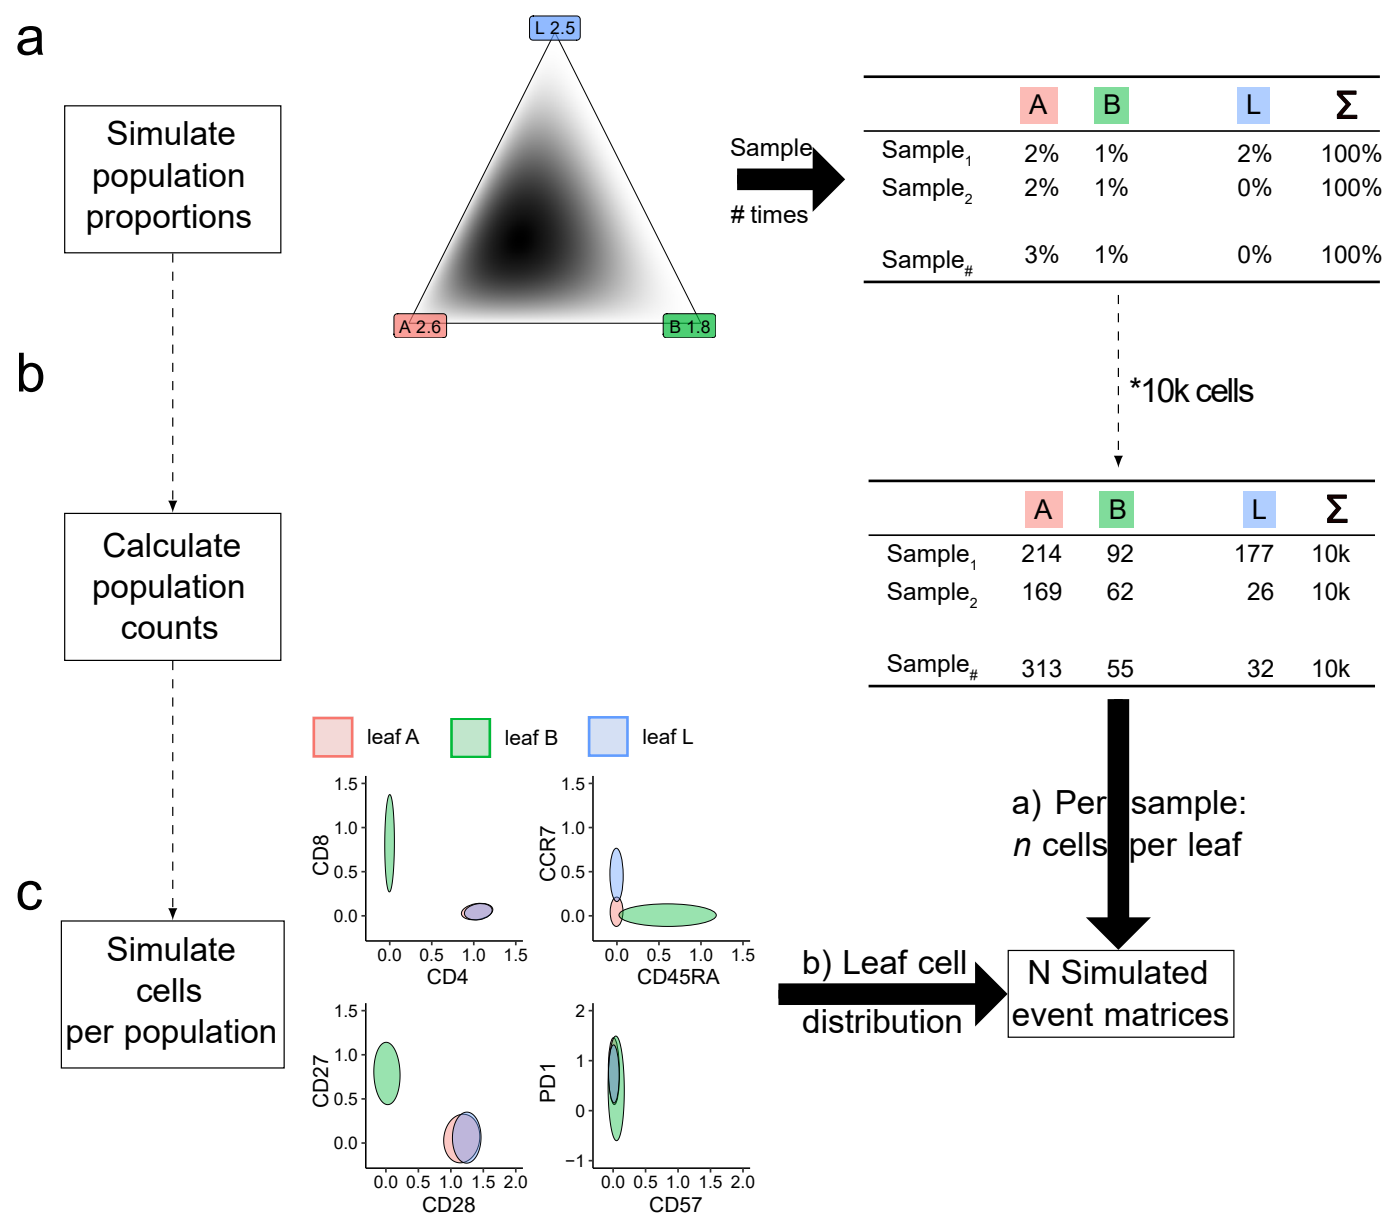 a
Simulate
population
proportions
L 2.5
A 2.6
B 1.8
Sample
# times
A B L Σ
Sample1 2% 1% 2% 100%
Sample2 2% 1% 0% 100%
Sample# 3% 1% 0% 100%
b
*10k cells
Calculate
population
counts
A B L Σ
Sample1 214 92 177 10k
Sample2 169 62 26 10k
Sample# 313 55 32 10k
a) Per sample:
n cells per leaf
c
Simulate
cells
per population
leaf A leaf B leaf L
CD8
1.5
1.0
0.5
0.0
0.0 0.5 1.0 1.5
CD4
CCR7
1.5
1.0
0.5
0.0
0.0 0.5 1.0 1.5
CD45RA
CD27
1.5
1.0
0.5
0.0
0.0 0.5 1.0 1.5 2.0
CD28
PD1
2
1
0
−1
0.0 0.5 1.0 1.5 2.0
CD57
b) Leaf cell
distribution
N Simulated
event matrices